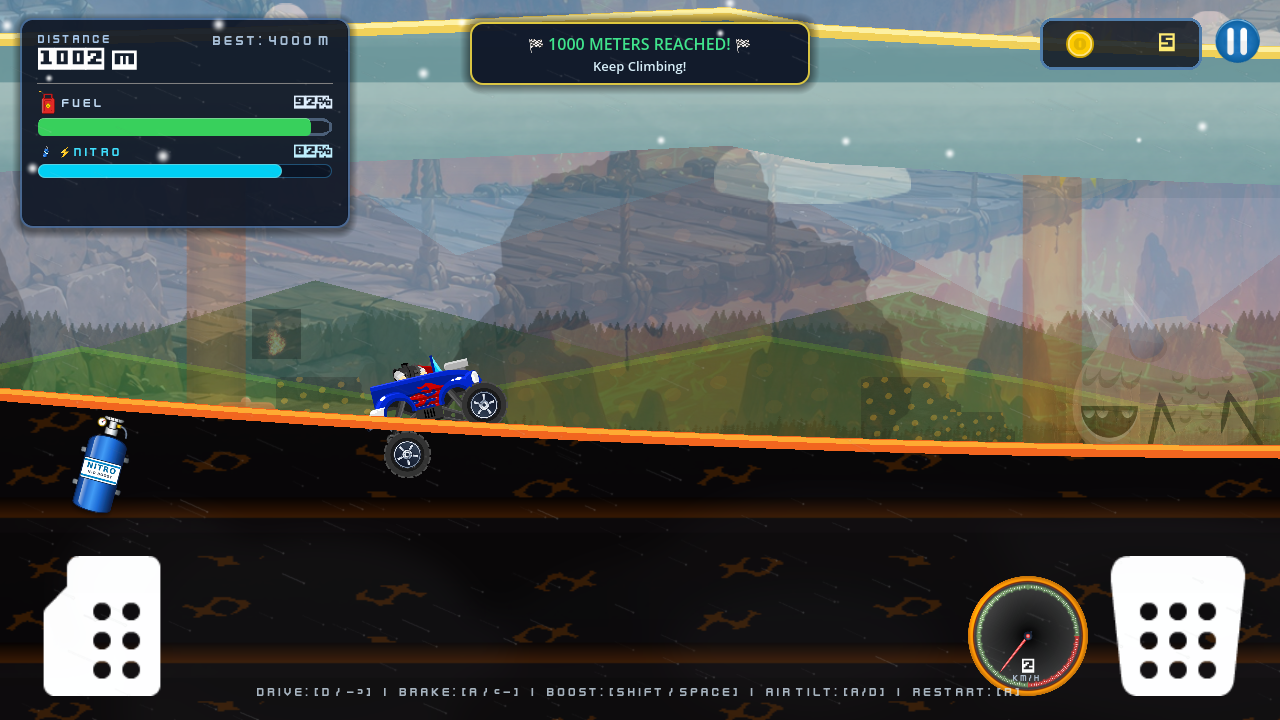 DISTANCE
BEST: 4000 M
1002 M
FUEL
92%
⚡NITRO
82%
🏁 1000 METERS REACHED! 🏁
Keep Climbing!
5
NITRO
2
KM/H
DRIVE: [D / ->] | BRAKE: [A / <-] | BOOST: [SHIFT / SPACE] | AIR TILT: [A/D] | RESTART: [R]